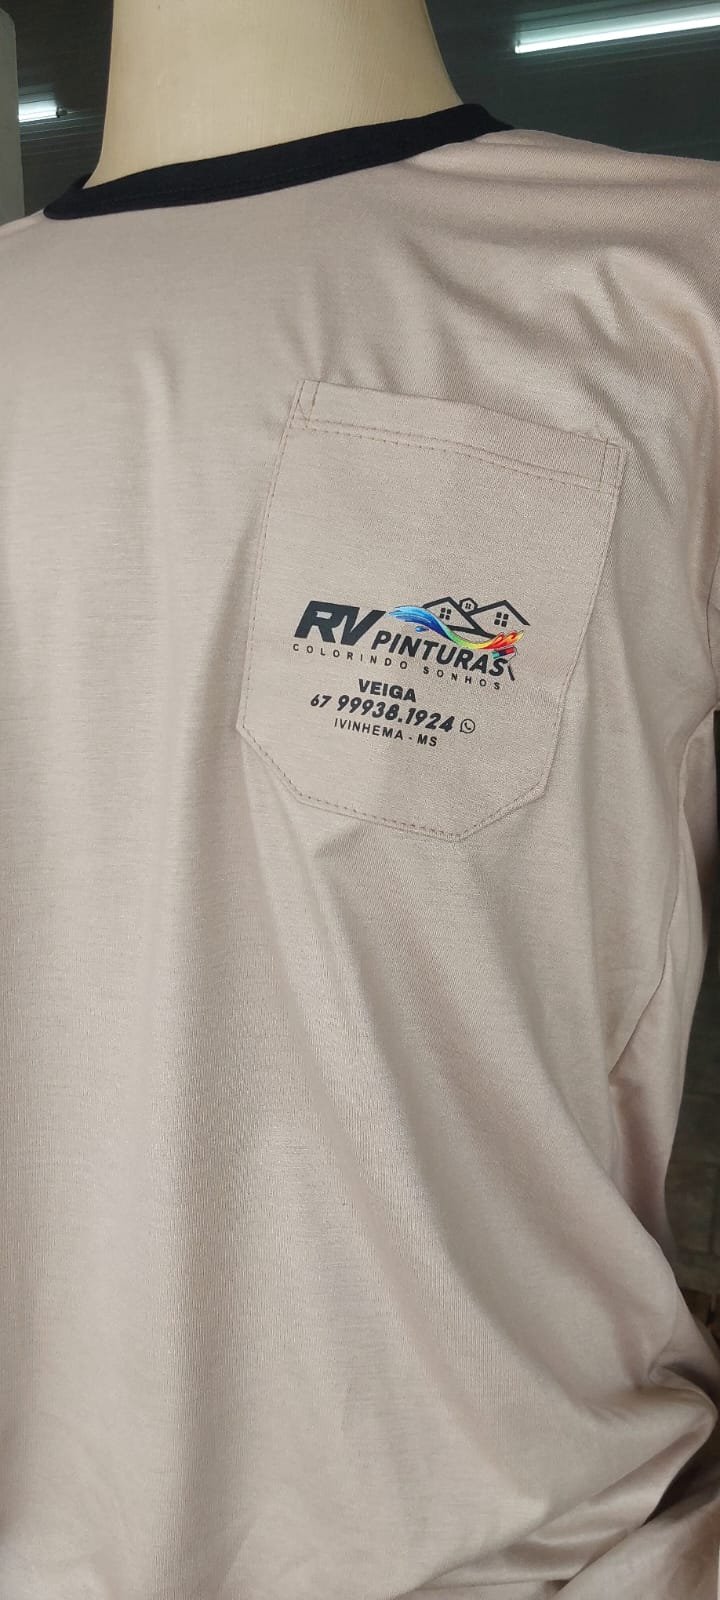 RV PINTURAS
COLORINDO SONHOS
VEIGA
67 99938.1924
IVINHEMA - MS